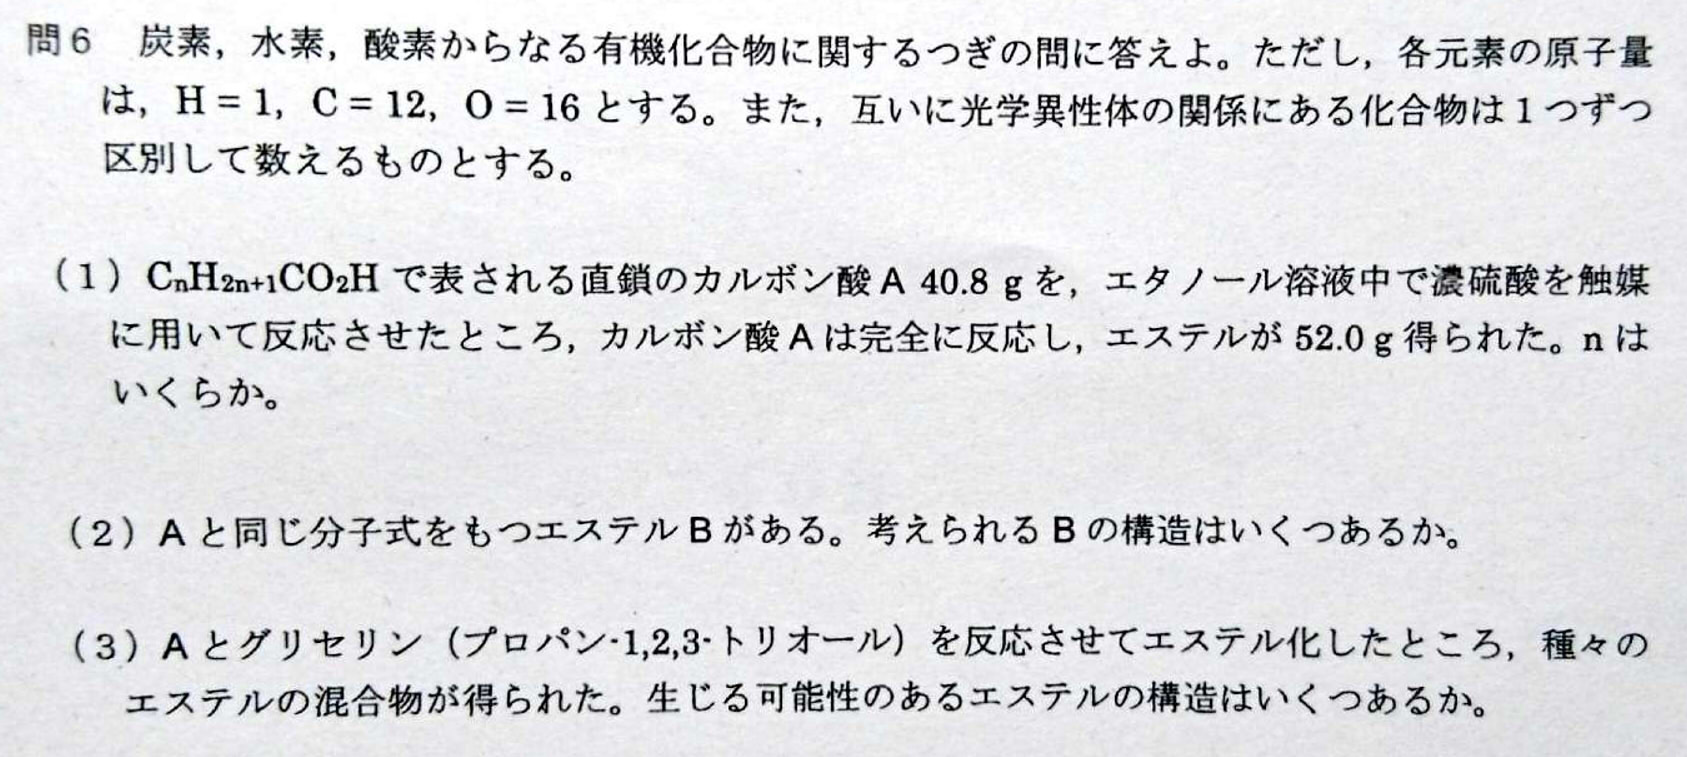 問6 炭素，水素，酸素からなる有機化合物に関するつぎの問に答えよ。ただし，各元素の原子量
は，H = 1，C = 12，O = 16 とする。また，互いに光学異性体の関係にある化合物は1つずつ
区別して数えるものとする。
（1）CnH2n+1CO2H で表される直鎖のカルボン酸 A 40.8 g を，エタノール溶液中で濃硫酸を触媒
に用いて反応させたところ，カルボン酸 A は完全に反応し，エステルが 52.0 g 得られた。n は
いくらか。
（2）A と同じ分子式をもつエステル B がある。考えられる B の構造はいくつあるか。
（3）A とグリセリン（プロパン-1,2,3-トリオール）を反応させてエステル化したところ，種々の
エステルの混合物が得られた。生じる可能性のあるエステルの構造はいくつあるか。